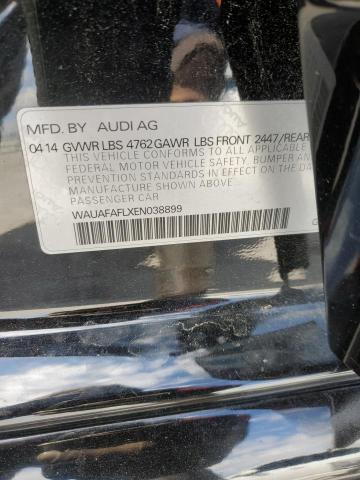 MFD. BY AUDI AG
04 14 GVWR LBS 4762 GAWR LBS FRONT 2447/REAR
THIS VEHICLE CONFORMS TO ALL APPLICABLE
FEDERAL MOTOR VEHICLE SAFETY, BUMPER AND
THEFT PREVENTION STANDARDS IN EFFECT
ON THE DATE OF MANUFACTURE SHOWN ABOVE.
PASSENGER CAR
WAUAFAFLXEN038899